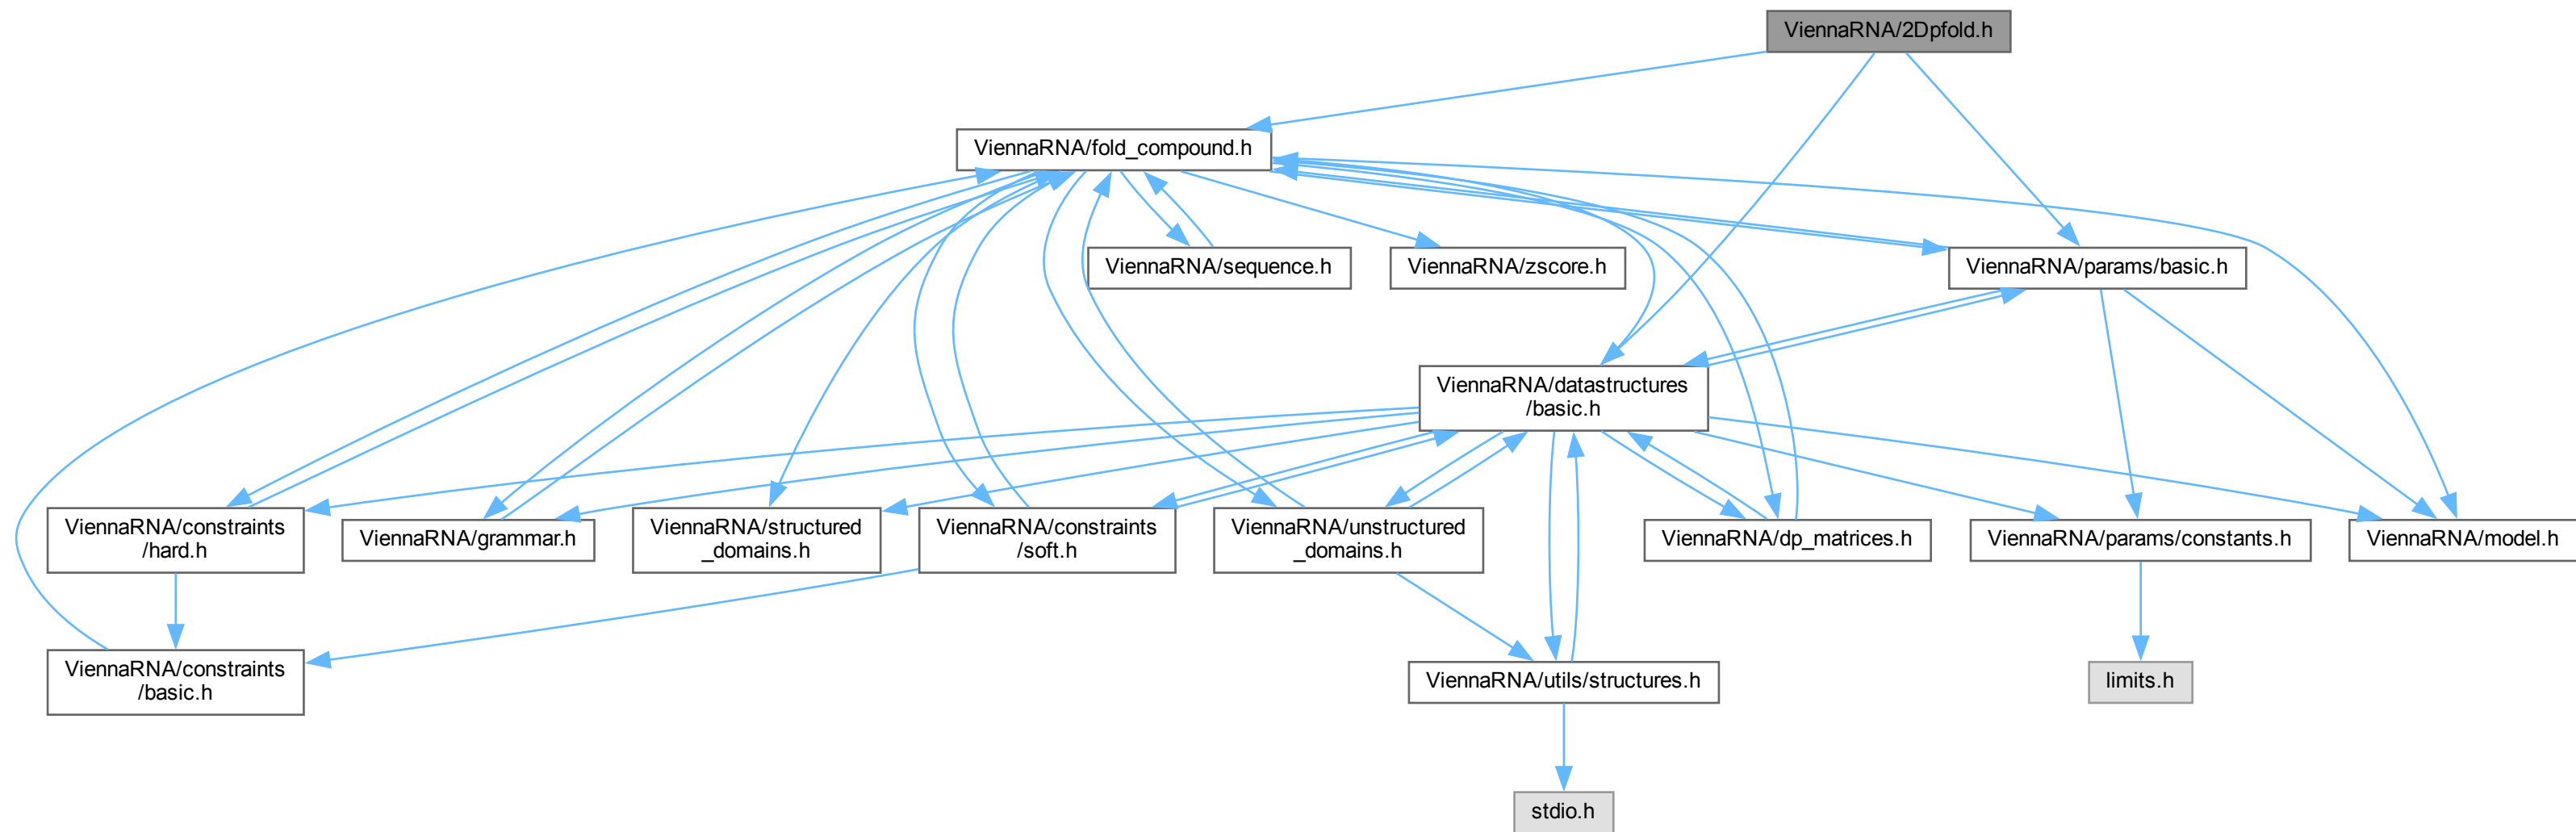 ViennaRNA/2Dpfold.h
ViennaRNA/fold_compound.h
ViennaRNA/sequence.h
ViennaRNA/zscore.h
ViennaRNA/params/basic.h
ViennaRNA/datastructures
/basic.h
ViennaRNA/constraints
/hard.h
ViennaRNA/grammar.h
ViennaRNA/structured
_domains.h
ViennaRNA/constraints
/soft.h
ViennaRNA/unstructured
_domains.h
ViennaRNA/dp_matrices.h
ViennaRNA/params/constants.h
ViennaRNA/model.h
ViennaRNA/constraints
/basic.h
ViennaRNA/utils/structures.h
limits.h
stdio.h